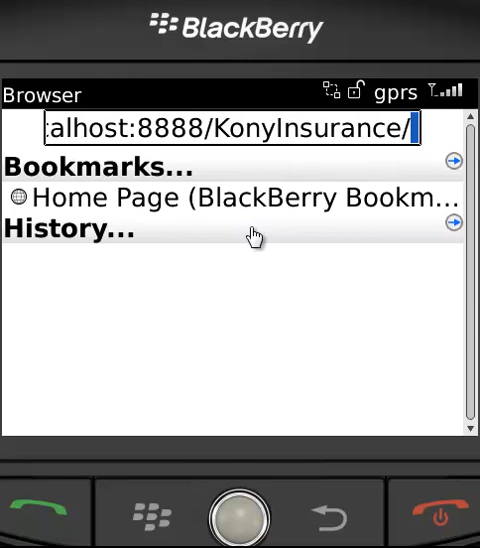 BlackBerry
Browser
gprs
alhost:8888/KonyInsurance/
Bookmarks...
Home Page (BlackBerry Bookm...
History...